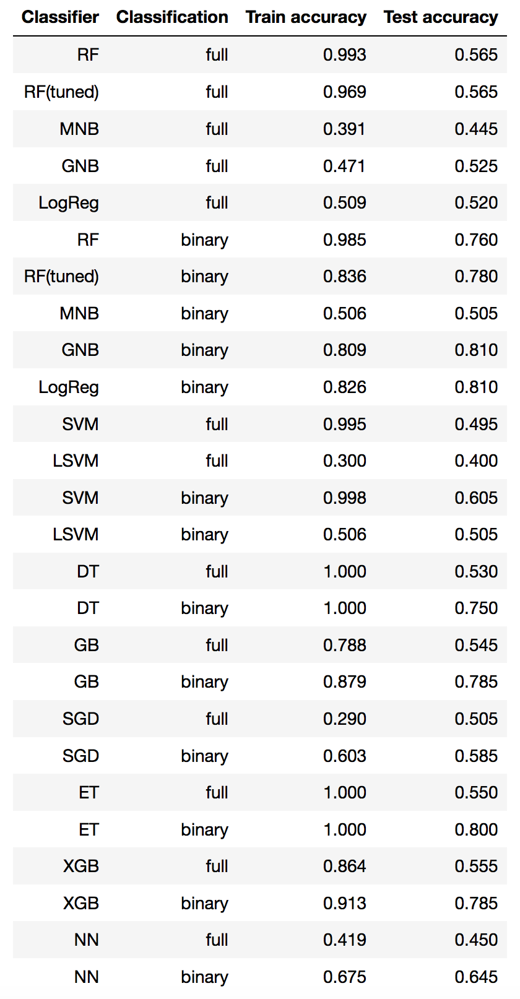 Classifier Classification Train accuracy Test accuracy
RF full 0.993 0.565
RF(tuned) full 0.969 0.565
MNB full 0.391 0.445
GNB full 0.471 0.525
LogReg full 0.509 0.520
RF binary 0.985 0.760
RF(tuned) binary 0.836 0.780
MNB binary 0.506 0.505
GNB binary 0.809 0.810
LogReg binary 0.826 0.810
SVM full 0.995 0.495
LSVM full 0.300 0.400
SVM binary 0.998 0.605
LSVM binary 0.506 0.505
DT full 1.000 0.530
DT binary 1.000 0.750
GB full 0.788 0.545
GB binary 0.879 0.785
SGD full 0.290 0.505
SGD binary 0.603 0.585
ET full 1.000 0.550
ET binary 1.000 0.800
XGB full 0.864 0.555
XGB binary 0.913 0.785
NN full 0.419 0.450
NN binary 0.675 0.645